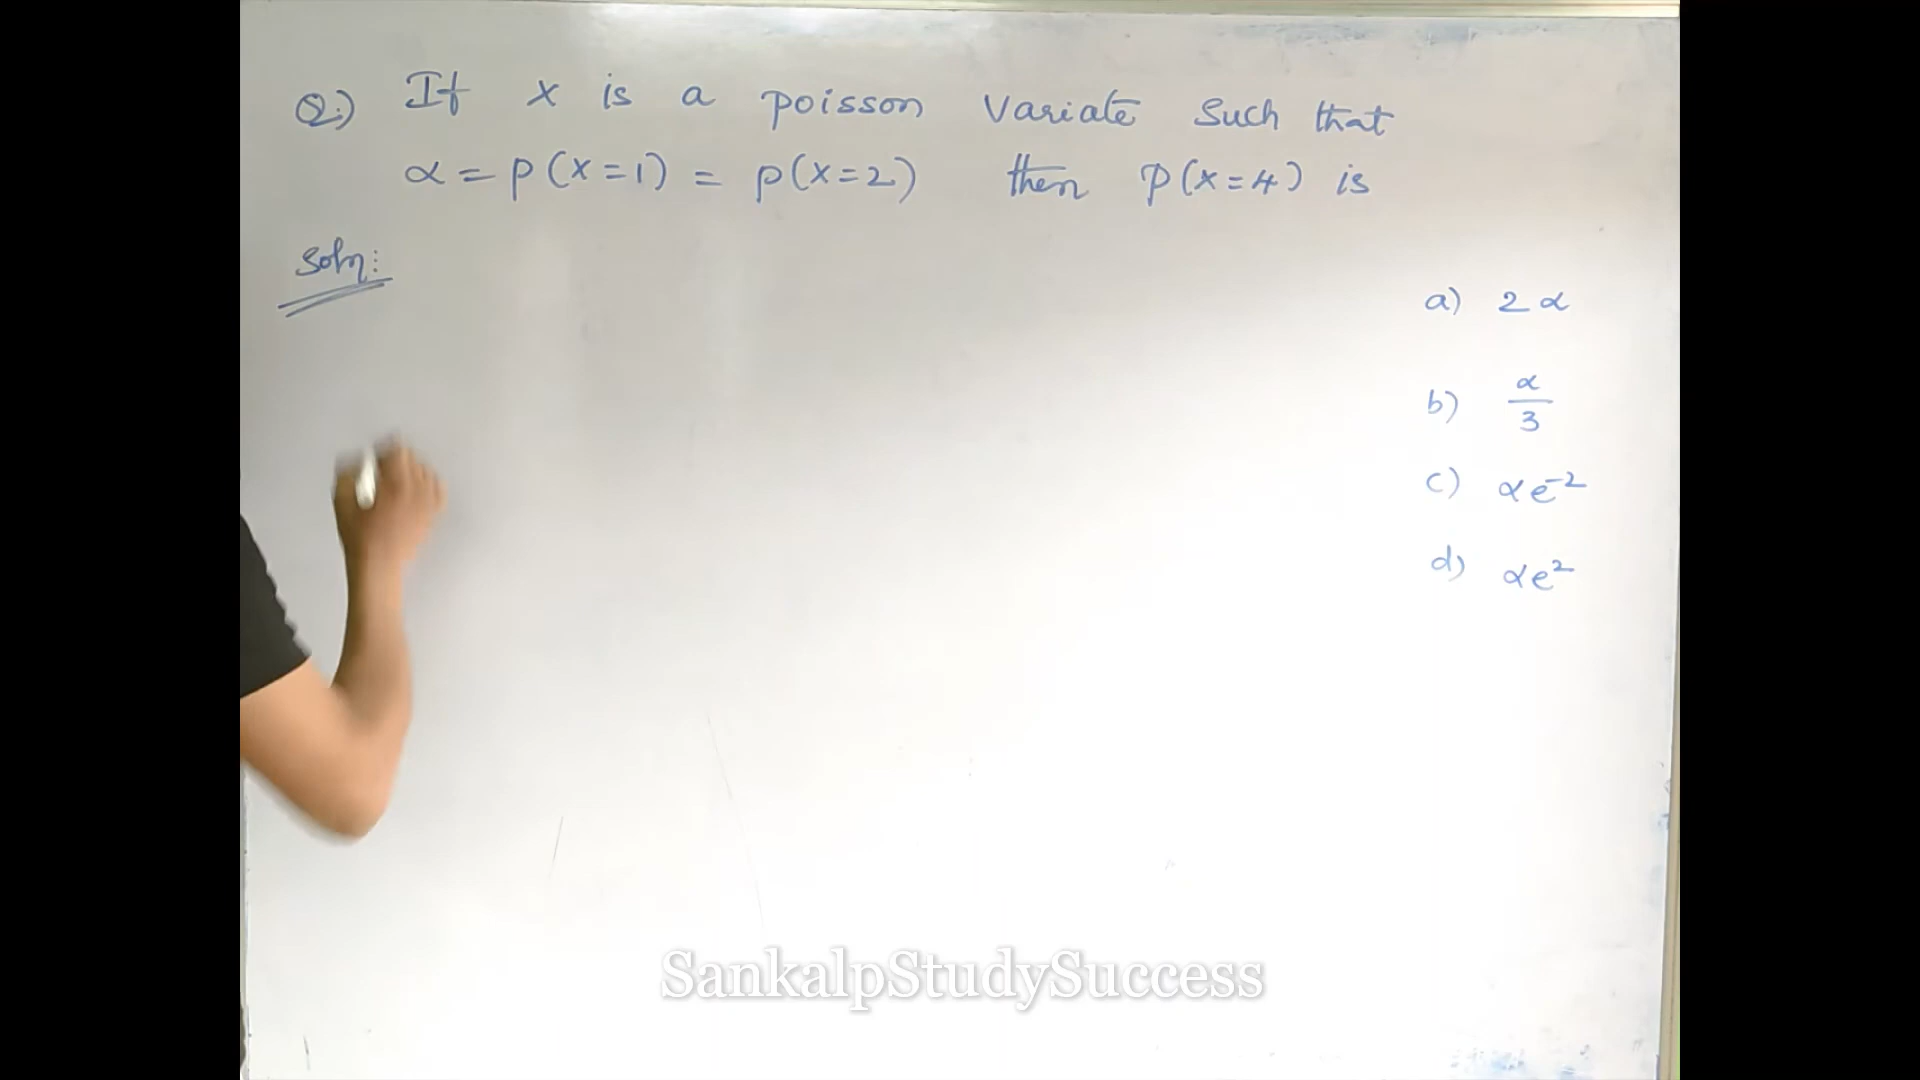 Q:) If x is a poisson variate such that
α = p(x=1) = p(x=2) then p(x=4) is
Soln:
a) 2α
b) α/3
c) αe⁻²
d) αe²
SankalpStudySuccess